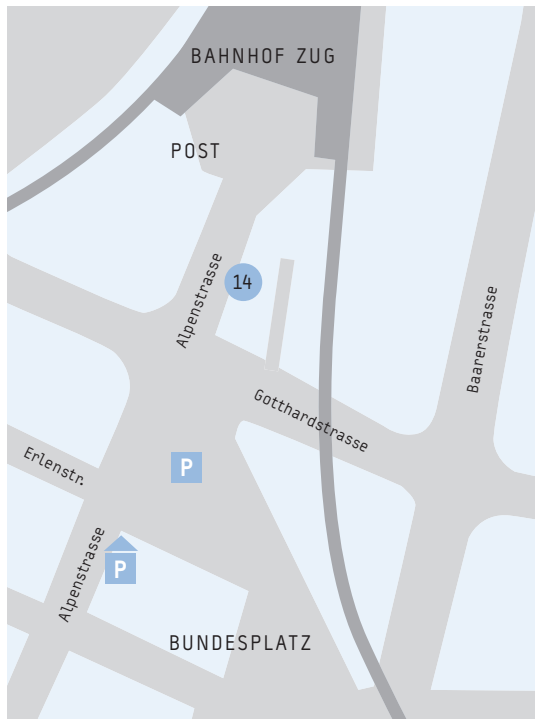 BAHNHOF ZUG
POST
Alpenstrasse
14
Baarerstrasse
Gotthardstrasse
Erlenstr.
P
Alpenstrasse
P
BUNDESPLATZ